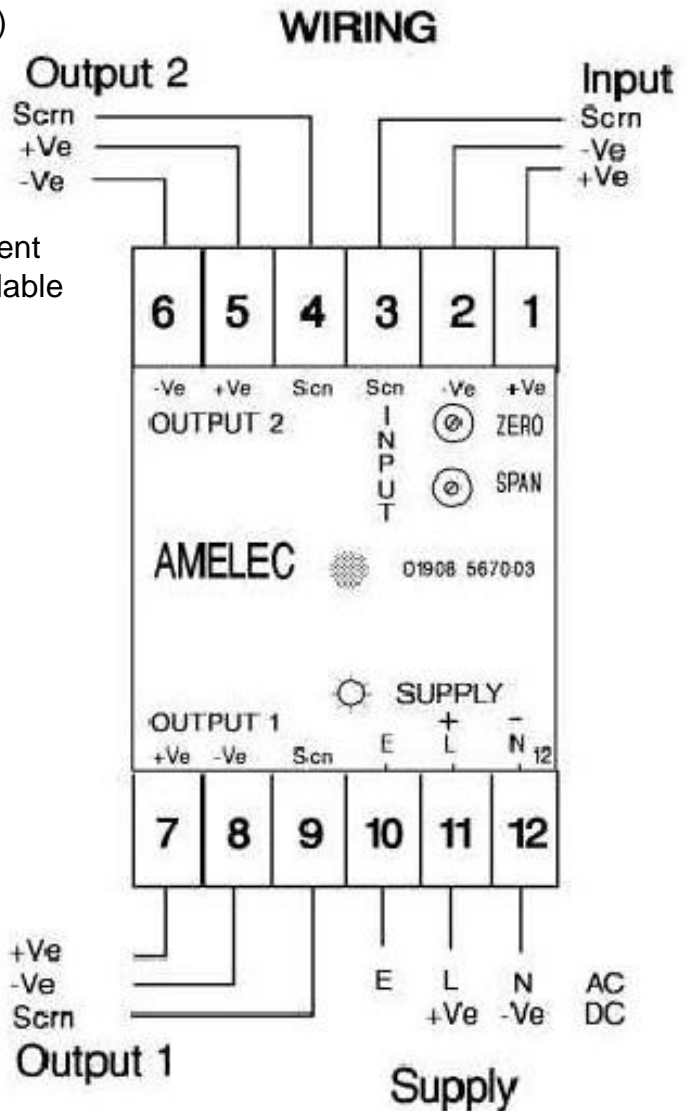 )
WIRING
Output 2
Input
Scrn
+Ve
-Ve
Scrn
-Ve
+Ve
ent
lable
6 5 4 3 2 1
-Ve +Ve Scn Scn -Ve +Ve
OUTPUT 2
INPUT
ZERO
SPAN
AMELEC
01908 567003
SUPPLY
OUTPUT 1
+ -
+Ve -Ve Scn E L N 12
7 8 9 10 11 12
+Ve
-Ve
Scrn
Output 1
E L N AC
+Ve -Ve DC
Supply